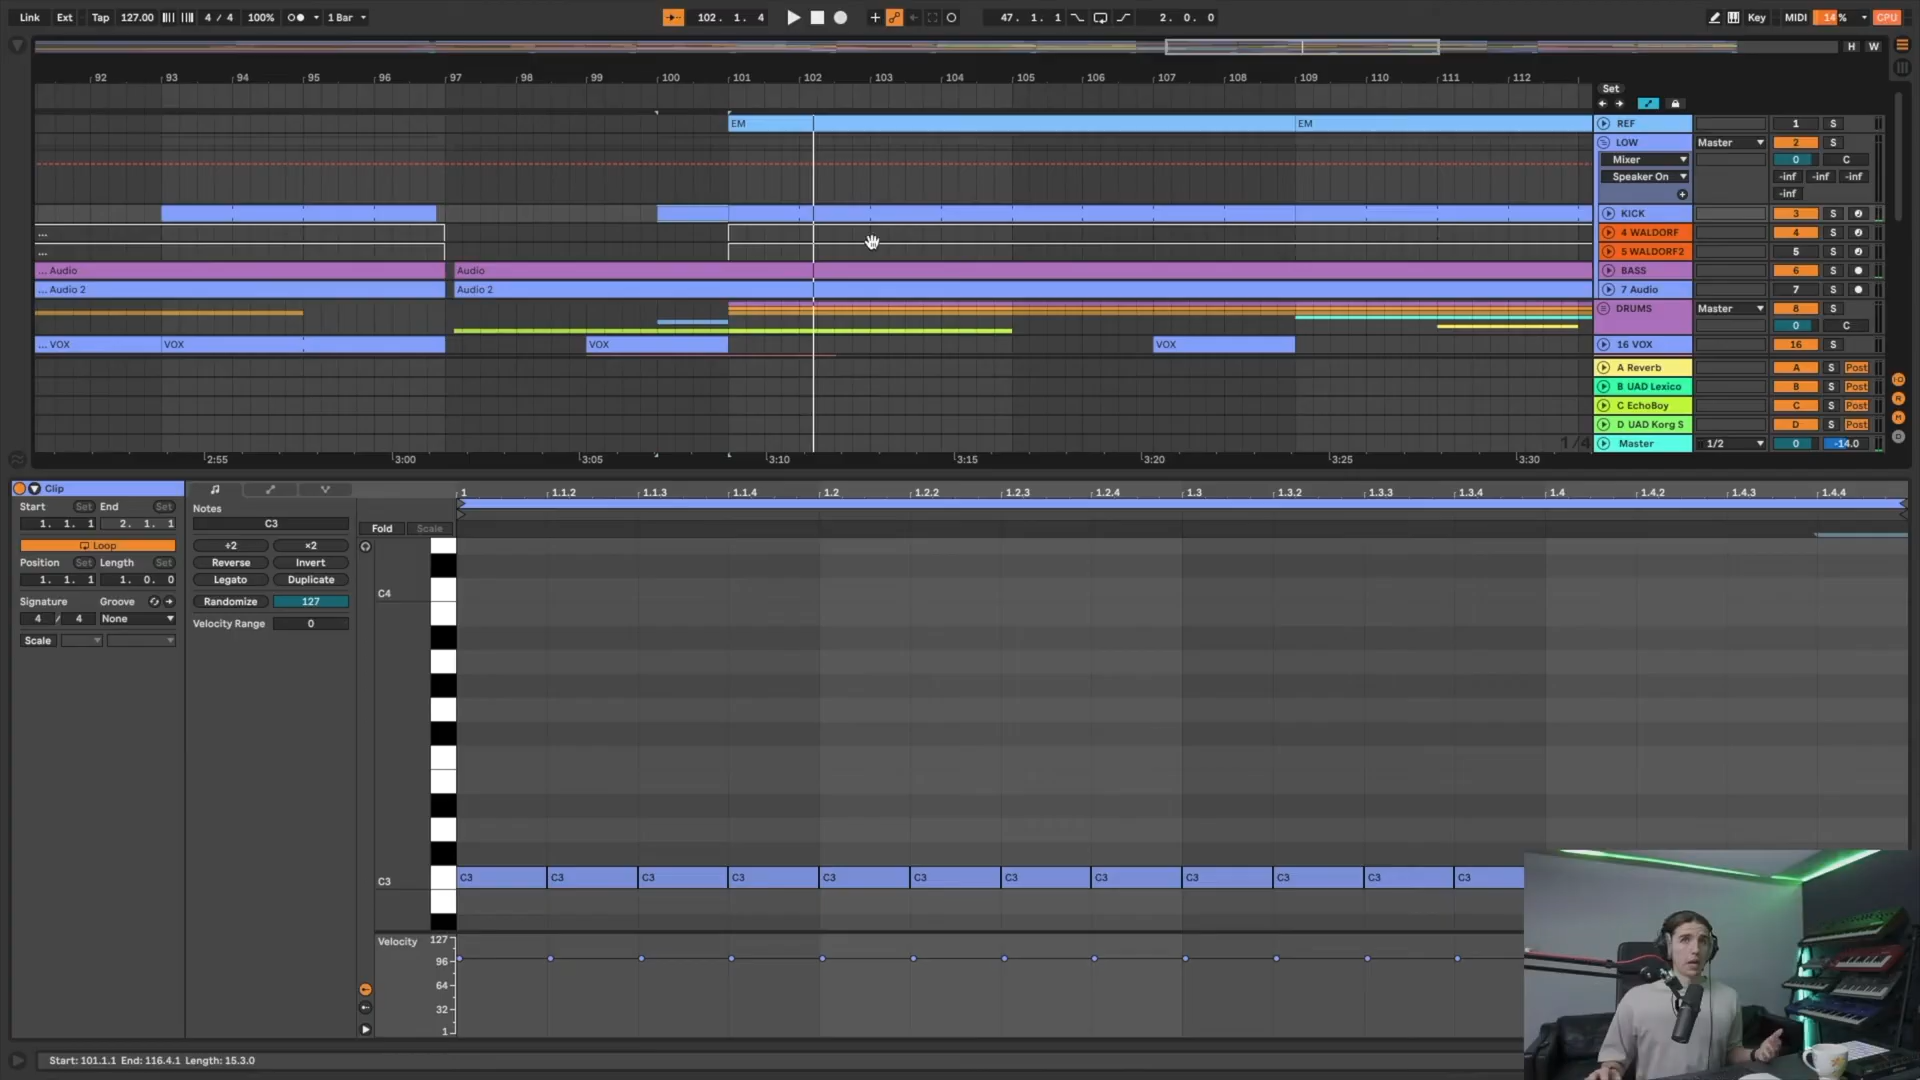 Link Ext Tap 127.00 4 / 4 100% 1 Bar 102. 1. 4 47. 1. 1 2. 0. 0 Key MIDI 14 % CPU
H W
92 93 94 95 96 97 98 99 100 101 102 103 104 105 106 107 108 109 110 111 112
Set
EM EM REF 1 S
LOW Master 2 S
Mixer 0 C
Speaker On -inf -inf -inf
-inf
KICK 3 S
... 4 WALDORF 4 S
... 5 WALDORF2 5 S
... Audio Audio BASS 6 S
... Audio 2 Audio 2 7 Audio 7 S
DRUMS Master 8 S
0 C
... VOX VOX VOX VOX 16 VOX 16 S
A Reverb A S Post
B UAD Lexico B S Post
C EchoBoy C S Post
D UAD Korg S D S Post
1/4 Master 1/2 0 -14.0
2:55 3:00 3:05 3:10 3:15 3:20 3:25 3:30
Clip
Start Set End Set
1. 1. 1 2. 1. 1
Loop
Position Set Length Set
1. 1. 1 1. 0. 0
Signature Groove
4 / 4 None
Scale
Notes
C3
÷2 ×2
Reverse Invert
Legato Duplicate
Randomize 127
Velocity Range 0
1 1.1.2 1.1.3 1.1.4 1.2 1.2.2 1.2.3 1.2.4 1.3 1.3.2 1.3.3 1.3.4 1.4 1.4.2 1.4.3 1.4.4
Fold Scale
C4
C3 C3 C3 C3 C3 C3 C3 C3 C3 C3 C3 C3 C3
Velocity 127
96
64
32
1
Start: 101.1.1 End: 116.4.1 Length: 15.3.0